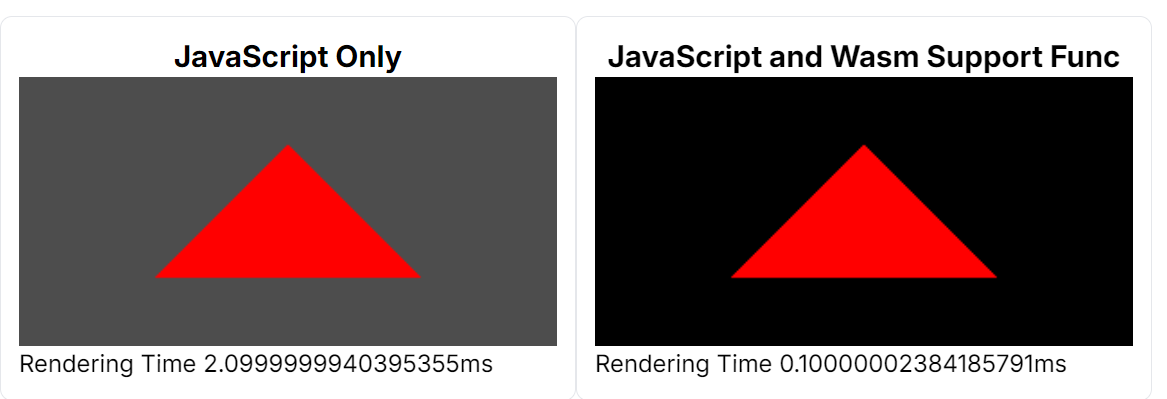 JavaScript Only
JavaScript and Wasm Support Func
Rendering Time 2.0999999940395355ms
Rendering Time 0.10000002384185791ms